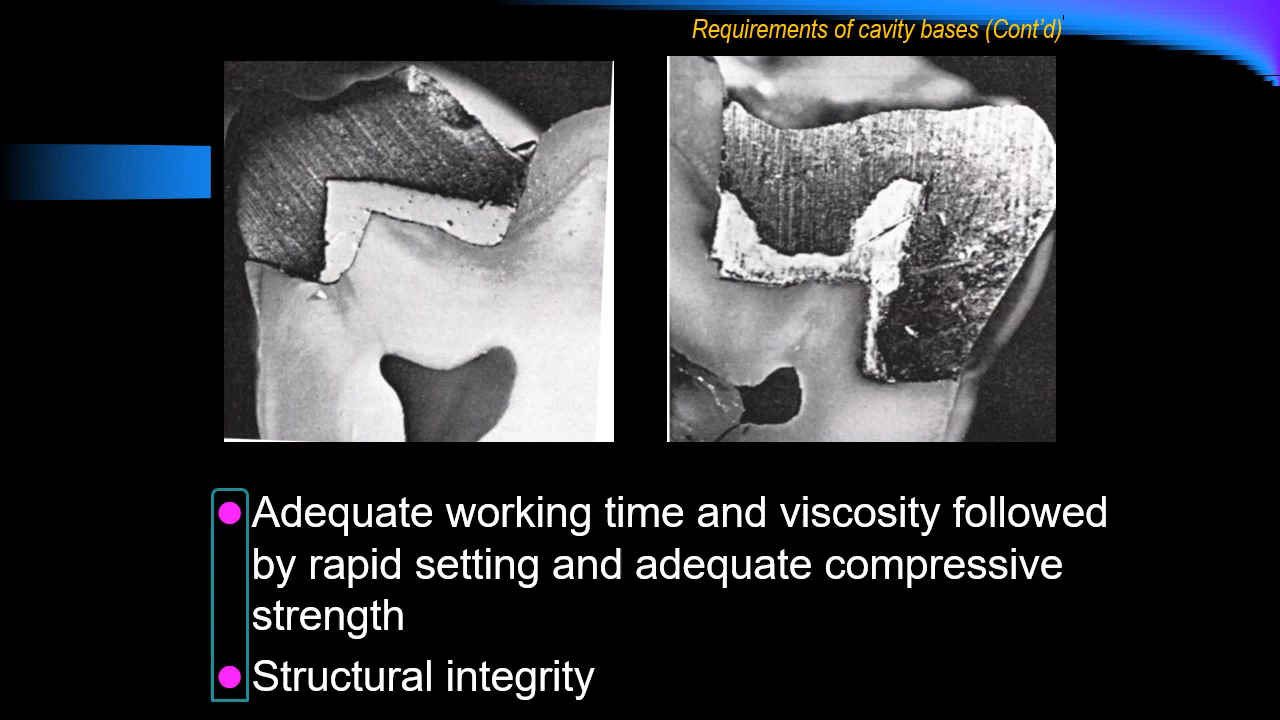 Requirements of cavity bases (Cont’d)
Adequate working time and viscosity followed
by rapid setting and adequate compressive
strength
Structural integrity